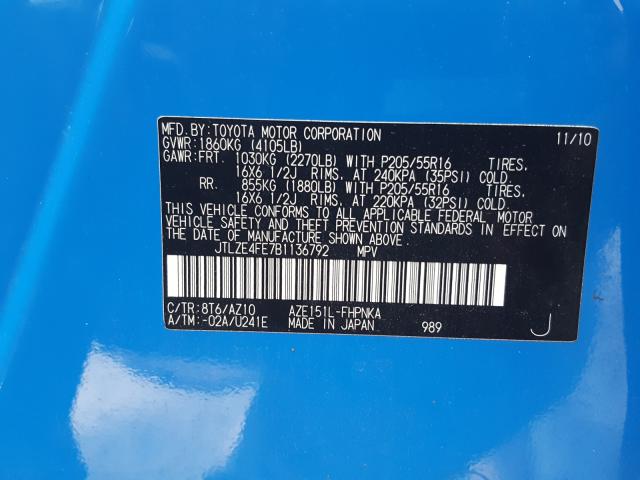 MFD. BY:TOYOTA MOTOR CORPORATION 11/10
GVWR:1860KG (4105LB)
GAWR:FRT. 1030KG (2270LB) WITH P205/55R16 TIRES,
16X6 1/2J RIMS, AT 240KPA (35PSI) COLD.
RR. 855KG (1880LB) WITH P205/55R16 TIRES,
16X6 1/2J RIMS, AT 220KPA (32PSI) COLD.
THIS VEHICLE CONFORMS TO ALL APPLICABLE FEDERAL MOTOR
VEHICLE SAFETY AND THEFT PREVENTION STANDARDS IN EFFECT ON
THE DATE OF MANUFACTURE SHOWN ABOVE.
JTLZE4FE7B1136792 MPV
C/TR:8T6/AZ10 AZE151L-FHPNKA
A/TM:-02A/U241E MADE IN JAPAN 989 J